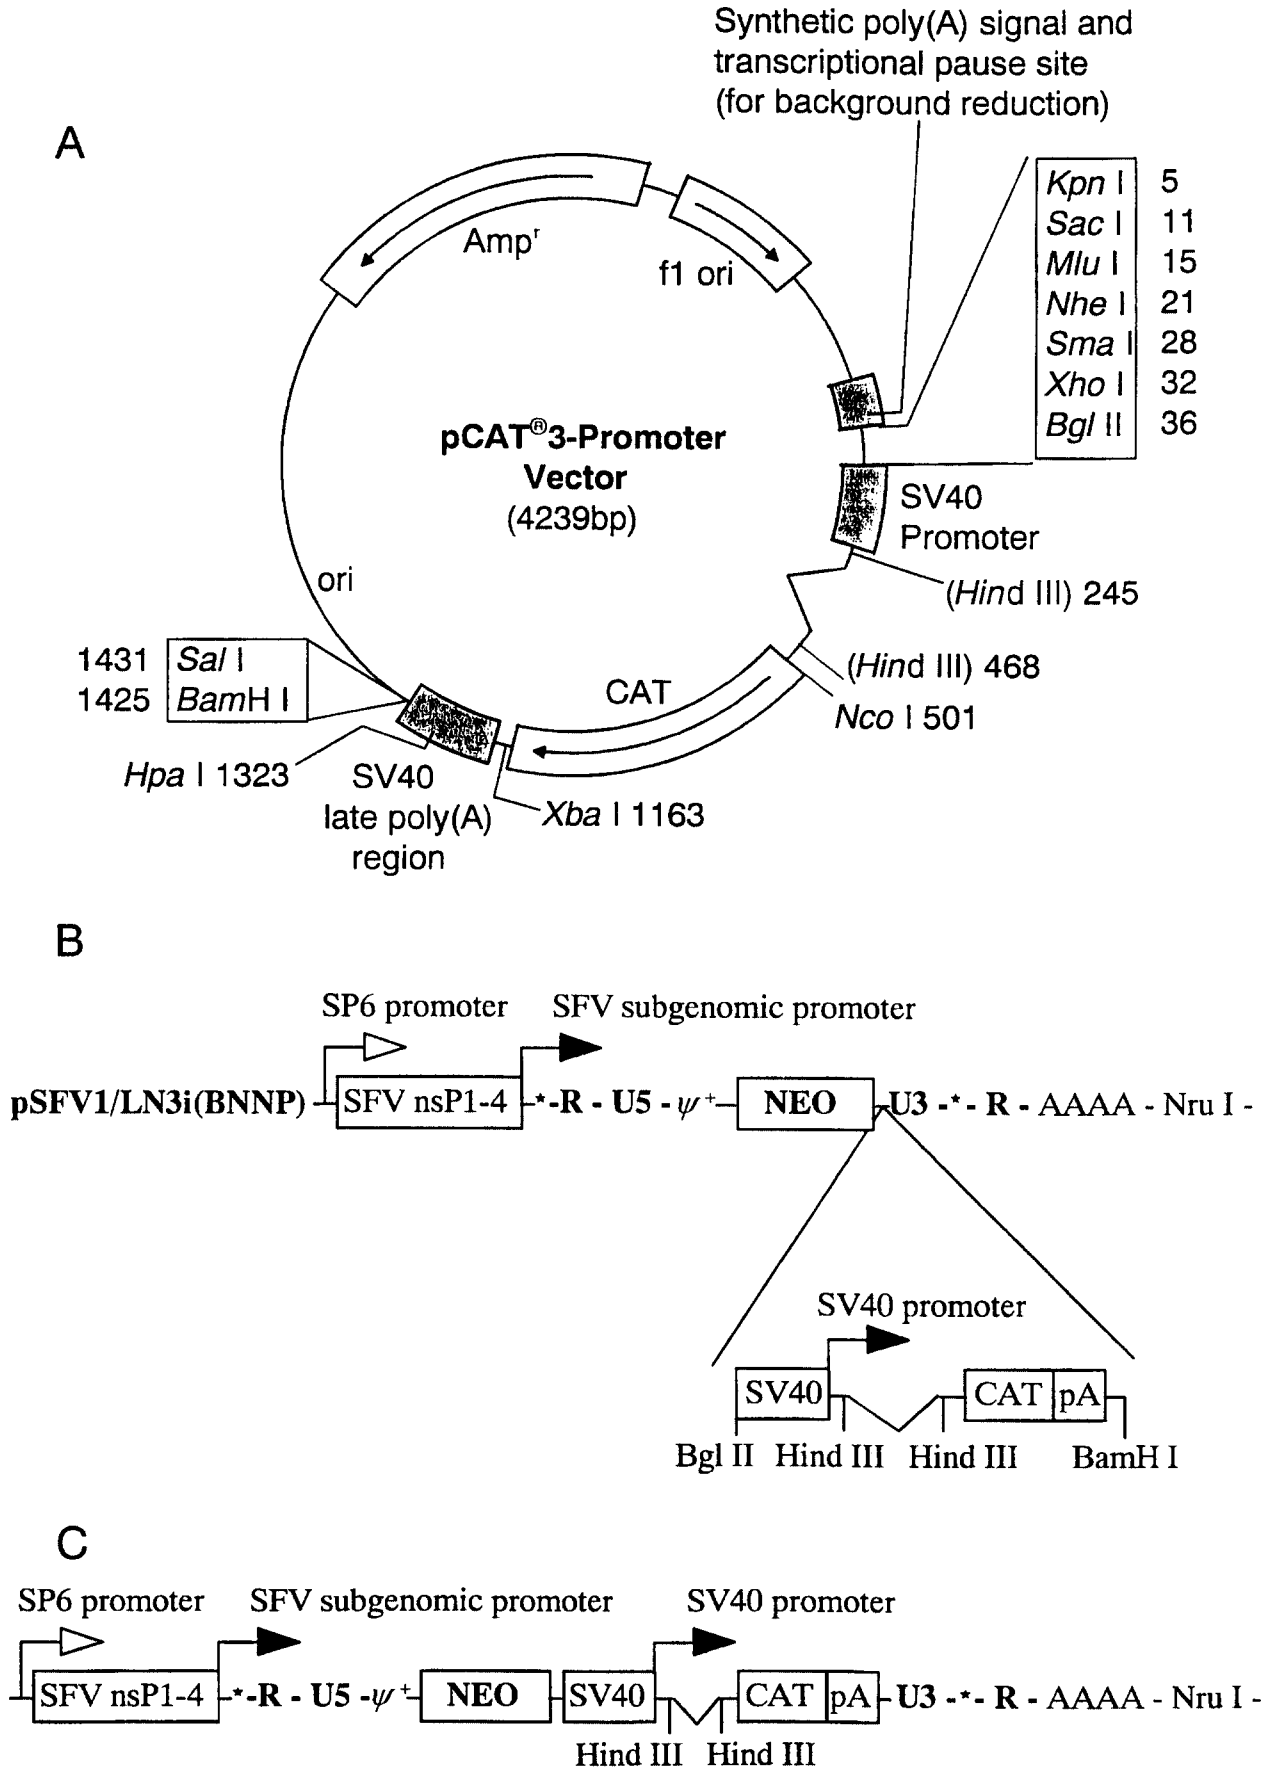 Synthetic poly(A) signal and
transcriptional pause site
(for background reduction)
A
Kpn I 5
Sac I 11
Mlu I 15
Nhe I 21
Sma I 28
Xho I 32
Bgl II 36
Ampʳ
f1 ori
pCAT®3-Promoter
Vector
(4239bp)
SV40
Promoter
(Hind III) 245
ori
1431 Sal I
1425 BamH I
CAT
(Hind III) 468
Nco I 501
Hpa I 1323
SV40
late poly(A)
region
Xba I 1163
B
SP6 promoter SFV subgenomic promoter
pSFV1/LN3i(BNNP) SFV nsP1-4 *-R - U5 - ψ⁺ NEO U3 -*- R - AAAA - Nru I -
SV40 promoter
SV40 CAT pA
Bgl II Hind III Hind III BamH I
C
SP6 promoter SFV subgenomic promoter SV40 promoter
SFV nsP1-4 *-R - U5 -ψ⁺ NEO SV40 CAT pA U3 -*- R - AAAA - Nru I -
Hind III Hind III